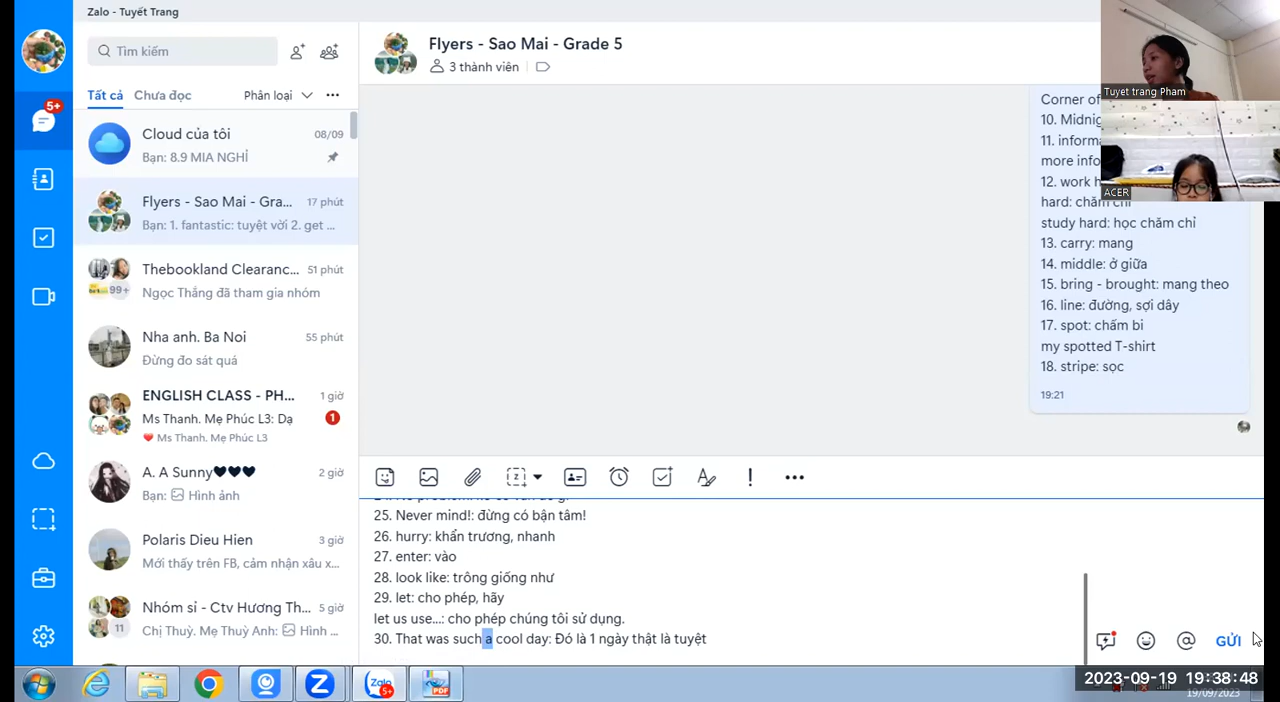 Zalo - Tuyết Trang
Tìm kiếm
Tất cả Chưa đọc Phân loại
5+
Cloud của tôi 08/09
Bạn: 8.9 MIA NGHỈ
Flyers - Sao Mai - Gra... 17 phút
Bạn: 1. fantastic: tuyệt vời 2. get ...
Thebookland Clearanc... 51 phút
99+ Ngọc Thắng đã tham gia nhóm
Nha anh. Ba Noi 55 phút
Đừng đo sát quá
ENGLISH CLASS - PH... 1 giờ
Ms Thanh. Mẹ Phúc L3: Dạ 1
Ms Thanh. Mẹ Phúc L3
A. A Sunny🖤🖤🖤 2 giờ
Bạn: Hình ảnh
Polaris Dieu Hien 3 giờ
Mới thấy trên FB, cảm nhận xâu x...
Nhóm sỉ - Ctv Hương Th... 5 giờ
11 Chị Thuỳ. Mẹ Thuỳ Anh: Hình ...
Flyers - Sao Mai - Grade 5
3 thành viên
Tuyet trang Pham
ACER
Corner of
10. Midnig
11. informa
more info
12. work h
hard: chăm chỉ
study hard: học chăm chỉ
13. carry: mang
14. middle: ở giữa
15. bring - brought: mang theo
16. line: đường, sợi dây
17. spot: chấm bi
my spotted T-shirt
18. stripe: sọc
19:21
25. Never mind!: đừng có bận tâm!
26. hurry: khẩn trương, nhanh
27. enter: vào
28. look like: trông giống như
29. let: cho phép, hãy
let us use...: cho phép chúng tôi sử dụng.
30. That was such a cool day: Đó là 1 ngày thật là tuyệt
GỬI
Zalo 5+
PDF
2023-09-19 19:38:48
19/09/2023